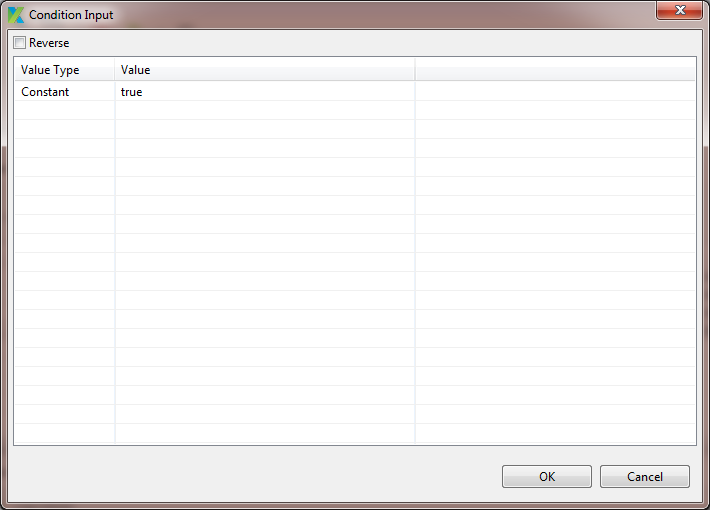 Condition Input
Reverse
Value Type Value
Constant true
OK Cancel